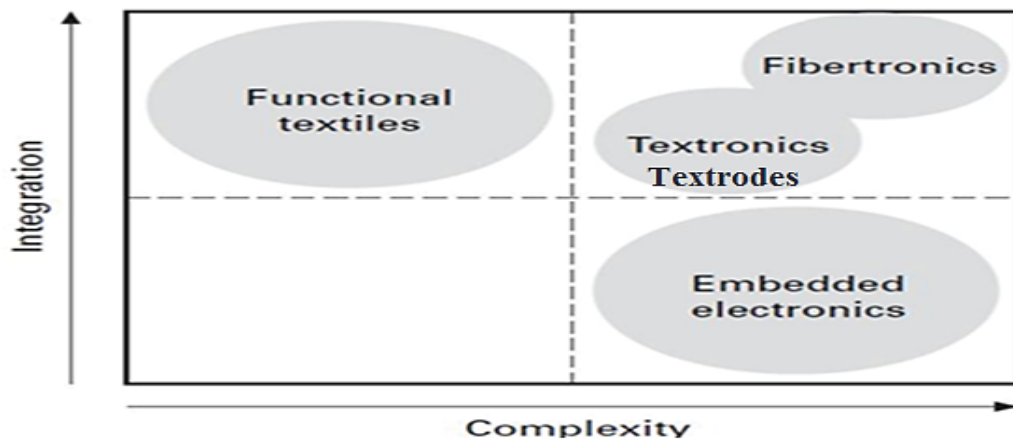 Integration
Functional
textiles
Fibertronics
Textronics
Textrodes
Embedded
electronics
Complexity